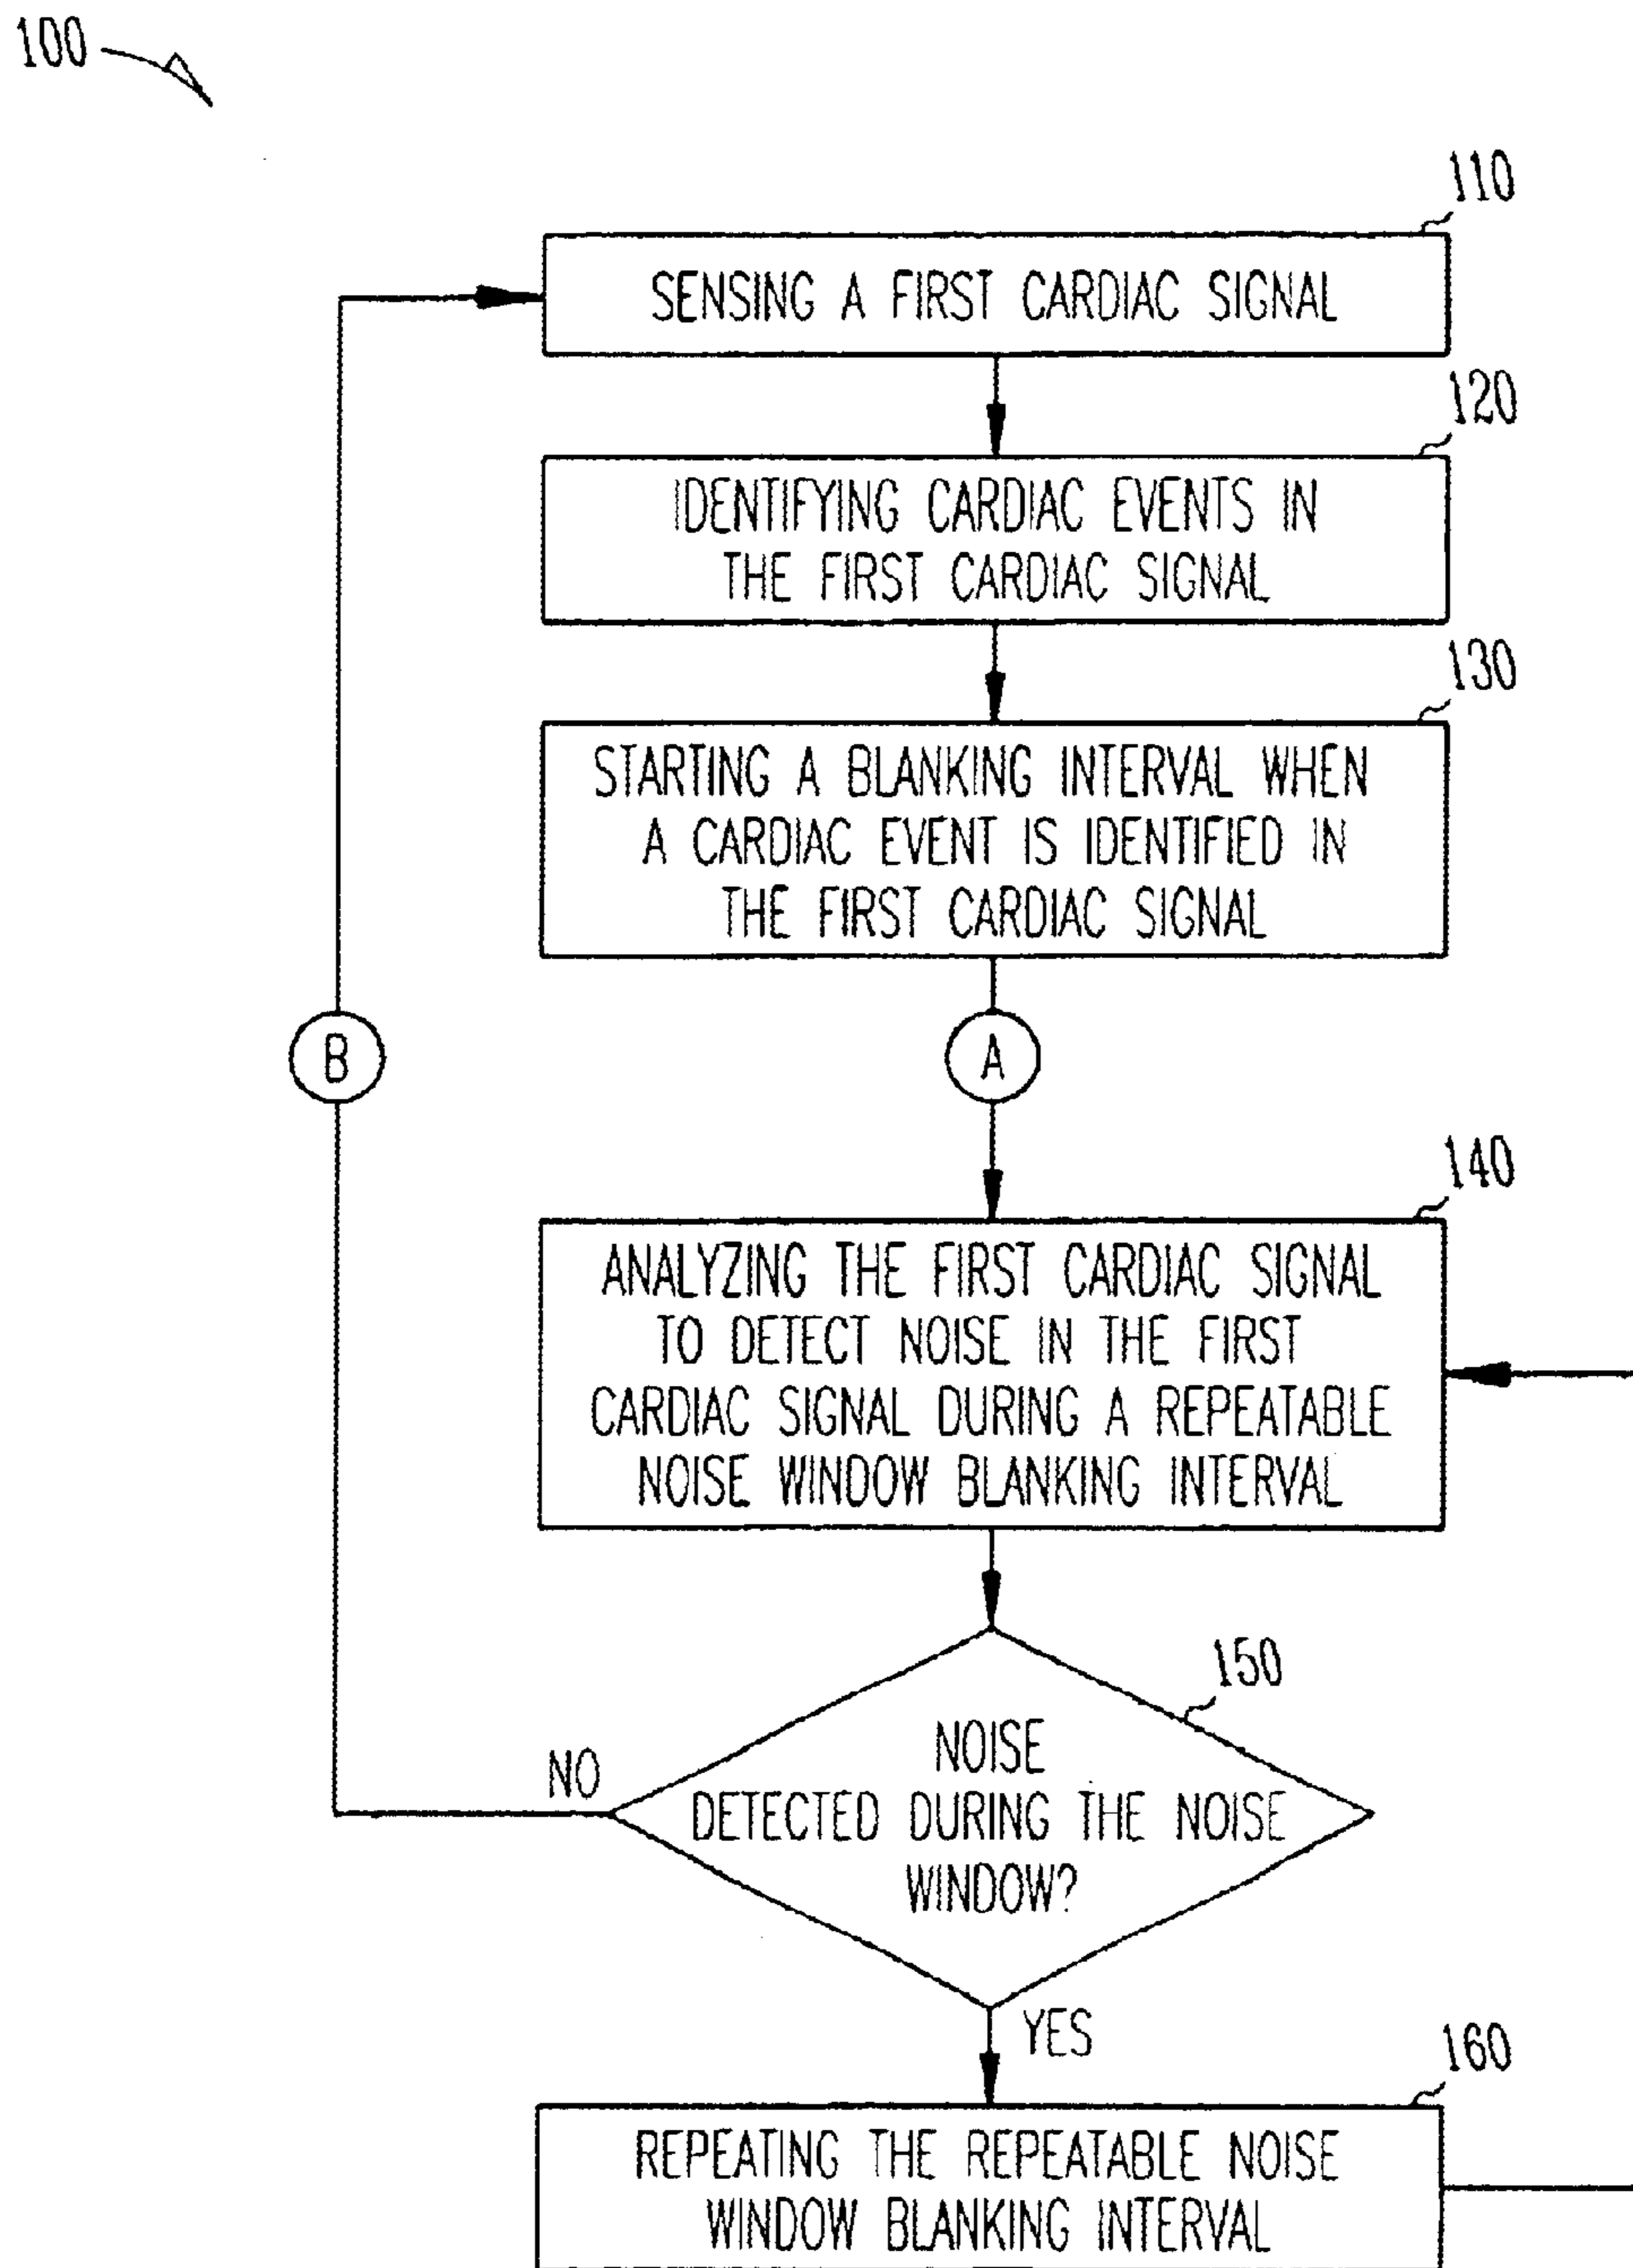 100
110
SENSING A FIRST CARDIAC SIGNAL
120
IDENTIFYING CARDIAC EVENTS IN
THE FIRST CARDIAC SIGNAL
130
STARTING A BLANKING INTERVAL WHEN
A CARDIAC EVENT IS IDENTIFIED IN
THE FIRST CARDIAC SIGNAL
B
A
140
ANALYZING THE FIRST CARDIAC SIGNAL
TO DETECT NOISE IN THE FIRST
CARDIAC SIGNAL DURING A REPEATABLE
NOISE WINDOW BLANKING INTERVAL
150
NO
NOISE
DETECTED DURING THE NOISE
WINDOW?
YES
160
REPEATING THE REPEATABLE NOISE
WINDOW BLANKING INTERVAL